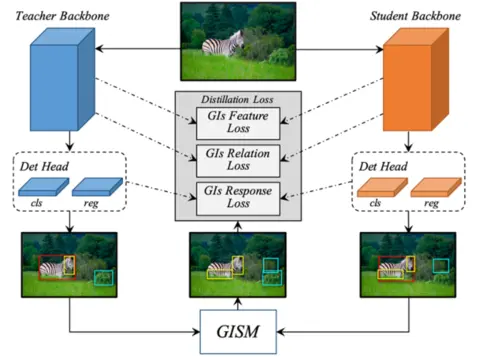 Teacher Backbone
Student Backbone
Distillation Loss
GIs Feature
Loss
GIs Relation
Loss
GIs Response
Loss
Det Head
cls
reg
Det Head
cls
reg
GISM